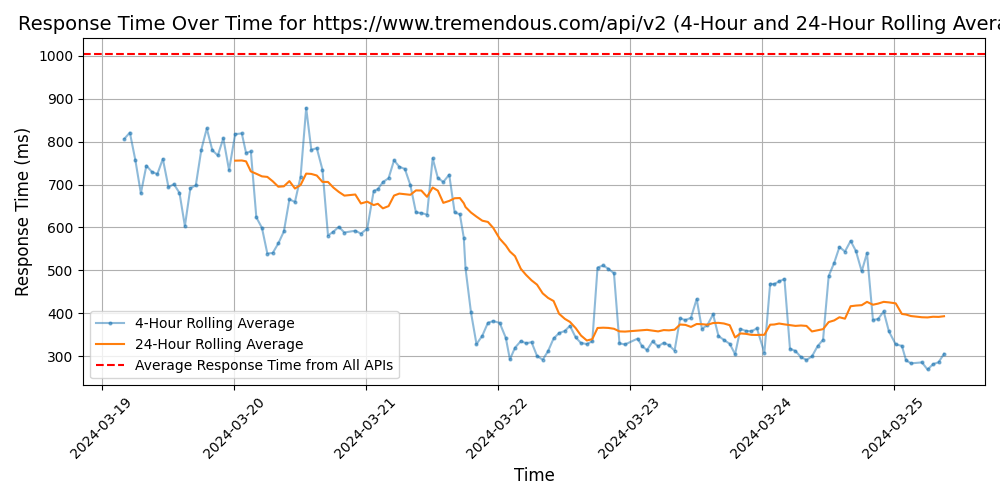 Response Time Over Time for https://www.tremendous.com/api/v2 (4-Hour and 24-Hour Rolling Avera
Response Time (ms)
1000
900
800
700
600
500
400
300
4-Hour Rolling Average
24-Hour Rolling Average
Average Response Time from All APIs
2024-03-19
2024-03-20
2024-03-21
2024-03-22
2024-03-23
2024-03-24
2024-03-25
Time